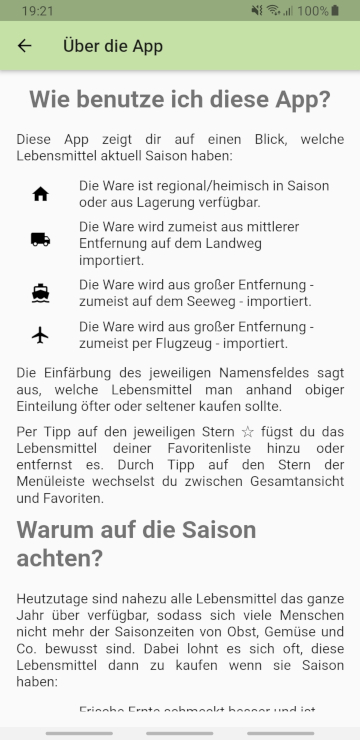 19:21
100%
Über die App
Wie benutze ich diese App?
Diese App zeigt dir auf einen Blick, welche
Lebensmittel aktuell Saison haben:
Die Ware ist regional/heimisch in Saison
oder aus Lagerung verfügbar.
Die Ware wird zumeist aus mittlerer
Entfernung auf dem Landweg
importiert.
Die Ware wird aus großer Entfernung -
zumeist auf dem Seeweg - importiert.
Die Ware wird aus großer Entfernung -
zumeist per Flugzeug - importiert.
Die Einfärbung des jeweiligen Namensfeldes sagt
aus, welche Lebensmittel man anhand obiger
Einteilung öfter oder seltener kaufen sollte.
Per Tipp auf den jeweiligen Stern ☆ fügst du das
Lebensmittel deiner Favoritenliste hinzu oder
entfernst es. Durch Tipp auf den Stern der
Menüleiste wechselst du zwischen Gesamtansicht
und Favoriten.
Warum auf die Saison
achten?
Heutzutage sind nahezu alle Lebensmittel das ganze
Jahr über verfügbar, sodass sich viele Menschen
nicht mehr der Saisonzeiten von Obst, Gemüse und
Co. bewusst sind. Dabei lohnt es sich oft, diese
Lebensmittel dann zu kaufen wenn sie Saison
haben:
Frische Ernte schmeckt besser und ist